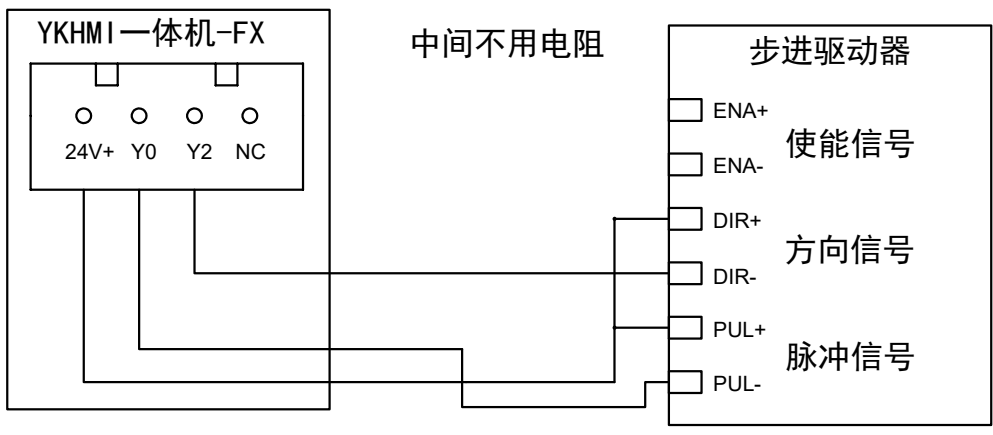 YKHMI一体机-FX
24V+ Y0 Y2 NC
中间不用电阻
步进驱动器
ENA+
使能信号
ENA-
DIR+
方向信号
DIR-
PUL+
脉冲信号
PUL-